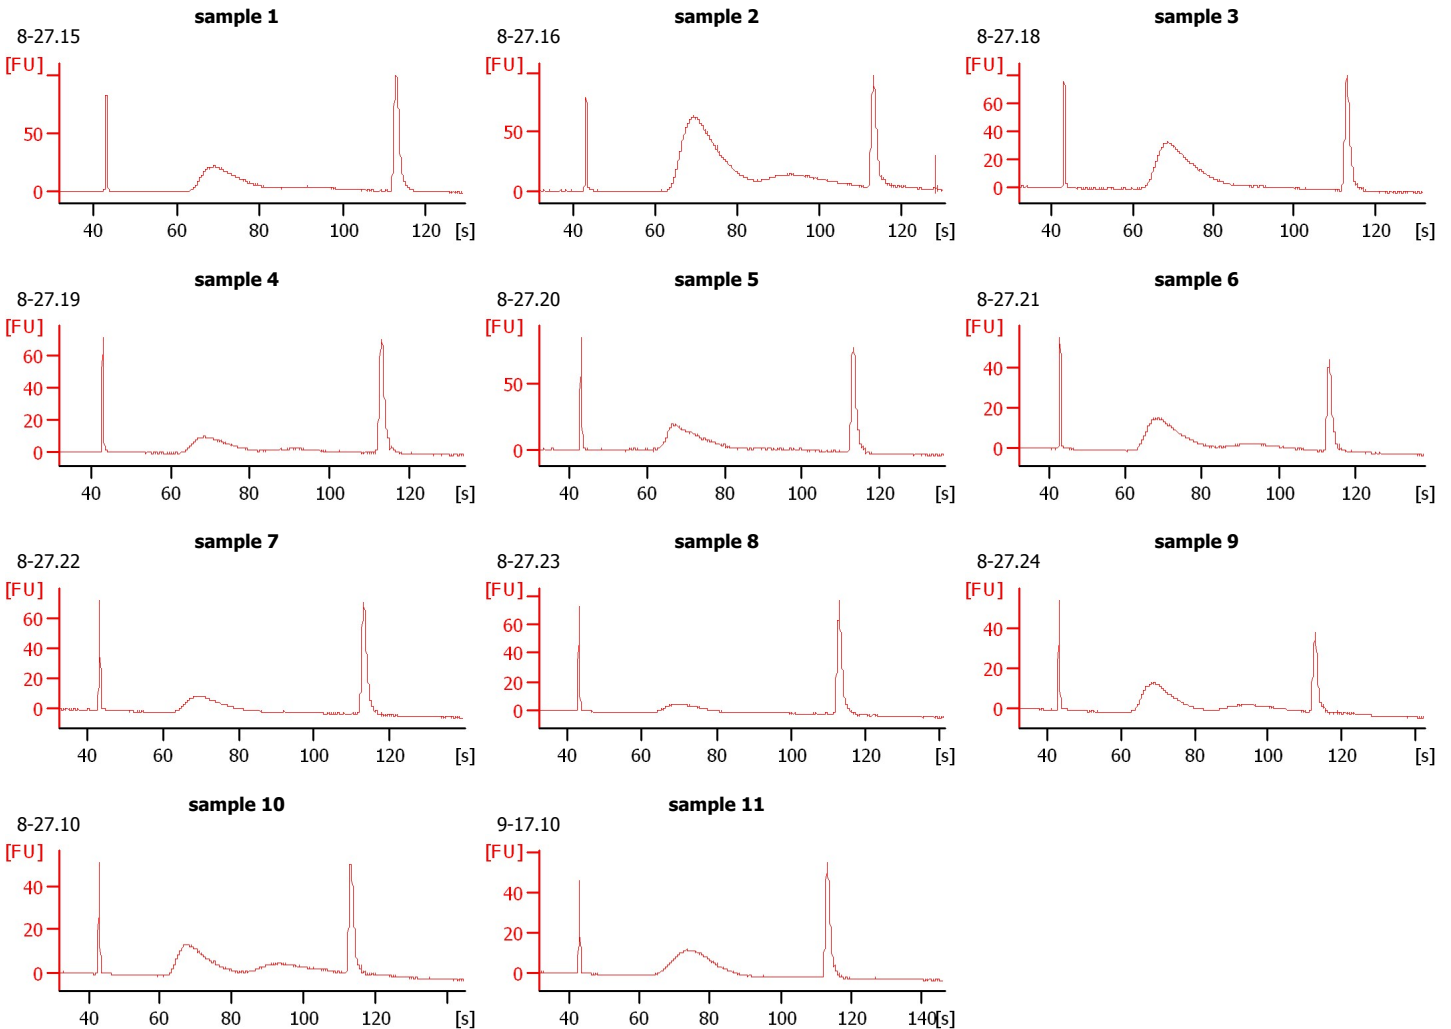 sample 1
8-27.15
[FU]
50
0
40 60 80 100 120 [s]
sample 2
8-27.16
[FU]
50
0
40 60 80 100 120 [s]
sample 3
8-27.18
[FU]
60
40
20
0
40 60 80 100 120 [s]
sample 4
8-27.19
[FU]
60
40
20
0
40 60 80 100 120 [s]
sample 5
8-27.20
[FU]
50
0
40 60 80 100 120 [s]
sample 6
8-27.21
[FU]
40
20
0
40 60 80 100 120 [s]
sample 7
8-27.22
[FU]
60
40
20
0
40 60 80 100 120 [s]
sample 8
8-27.23
[FU]
60
40
20
0
40 60 80 100 120 [s]
sample 9
8-27.24
[FU]
40
20
0
40 60 80 100 120 [s]
sample 10
8-27.10
[FU]
40
20
0
40 60 80 100 120 [s]
sample 11
9-17.10
[FU]
40
20
0
40 60 80 100 120 140 [s]